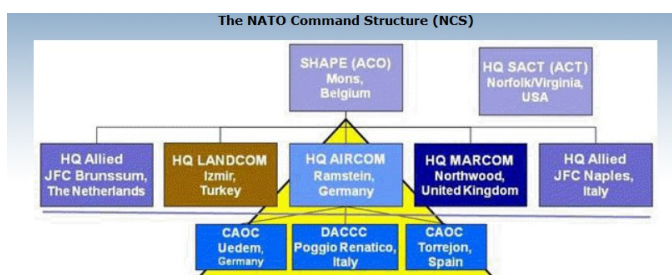 The NATO Command Structure (NCS)
SHAPE (ACO)
Mons,
Belgium
HQ SACT (ACT)
Norfolk/Virginia,
USA
HQ Allied
JFC Brunssum,
The Netherlands
HQ LANDCOM
Izmir,
Turkey
HQ AIRCOM
Ramstein,
Germany
HQ MARCOM
Northwood,
United Kingdom
HQ Allied
JFC Naples,
Italy
CAOC
Uedem,
Germany
DACCC
Poggio Renatico,
Italy
CAOC
Torrejon,
Spain